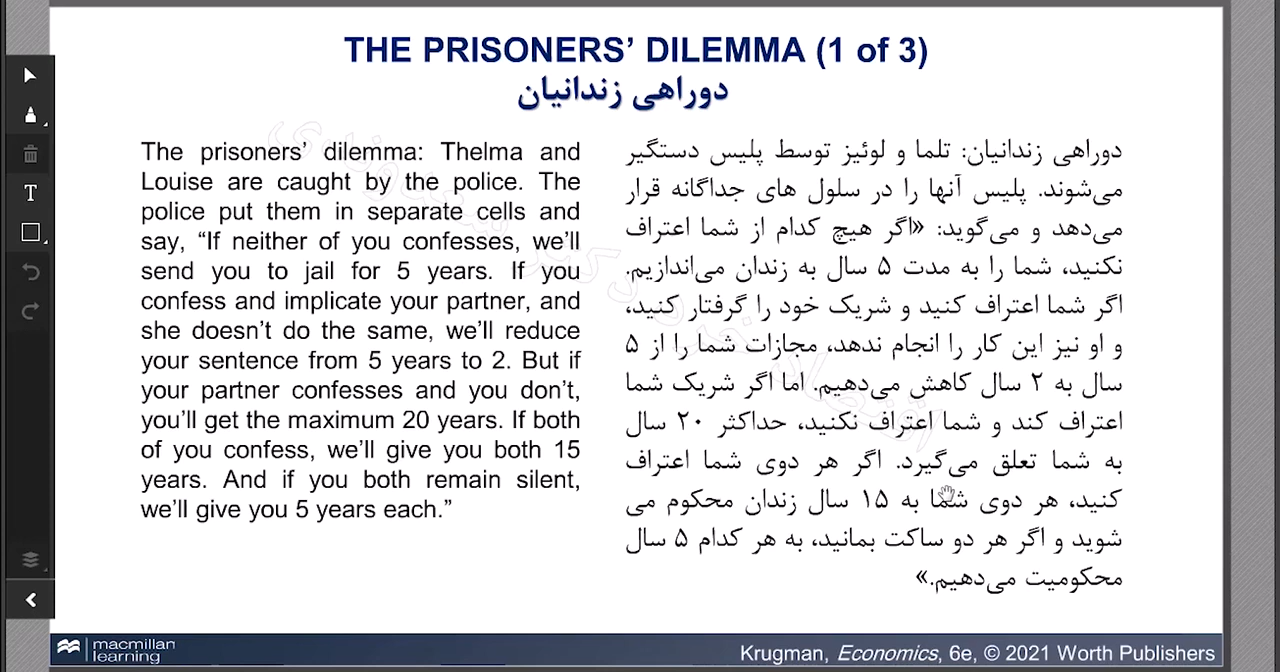 THE PRISONERS’ DILEMMA (1 of 3)
دوراهی زندانیان
The prisoners’ dilemma: Thelma and
Louise are caught by the police. The
police put them in separate cells and
say, “If neither of you confesses, we’ll
send you to jail for 5 years. If you
confess and implicate your partner, and
she doesn’t do the same, we’ll reduce
your sentence from 5 years to 2. But if
your partner confesses and you don’t,
you’ll get the maximum 20 years. If both
of you confess, we’ll give you both 15
years. And if you both remain silent,
we’ll give you 5 years each.”
دوراهی زندانیان: تلما و لوئیز توسط پلیس دستگیر
می‌شوند. پلیس آنها را در سلول های جداگانه قرار
می‌دهد و می‌گوید: «اگر هیچ کدام از شما اعتراف
نکنید، شما را به مدت ۵ سال به زندان می‌اندازیم.
اگر شما اعتراف کنید و شریک خود را گرفتار کنید،
و او نیز این کار را انجام ندهد، مجازات شما را از ۵
سال به ۲ سال کاهش می‌دهیم. اما اگر شریک شما
اعتراف کند و شما اعتراف نکنید، حداکثر ۲۰ سال
به شما تعلق می‌گیرد. اگر هر دوی شما اعتراف
کنید، هر دوی شما به ۱۵ سال زندان محکوم می
شوید و اگر هر دو ساکت بمانید، به هر کدام ۵ سال
محکومیت می‌دهیم.»
macmillan
learning
Krugman, Economics, 6e, © 2021 Worth Publishers